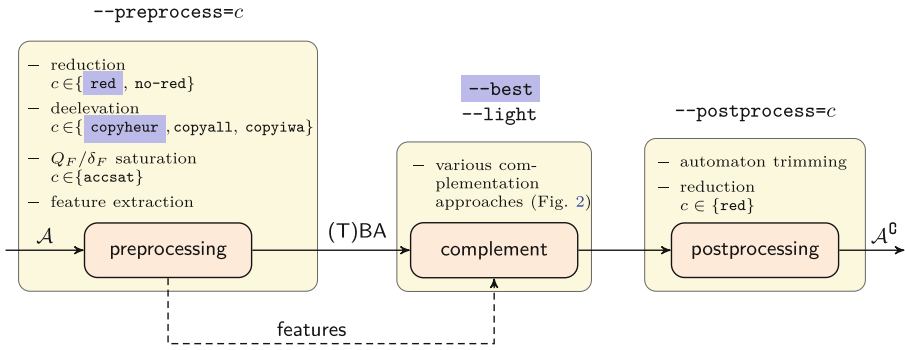 --preprocess=c
– reduction
c ∈{ red , no-red}
– deelevation
c ∈{ copyheur , copyall, copyiwa}
– Q_F/δ_F saturation
c ∈{accsat}
– feature extraction
𝒜
preprocessing
(T)BA
--best
--light
– various com-
plementation
approaches (Fig. 2)
complement
features
--postprocess=c
– automaton trimming
– reduction
c ∈ {red}
postprocessing
𝒜^∁